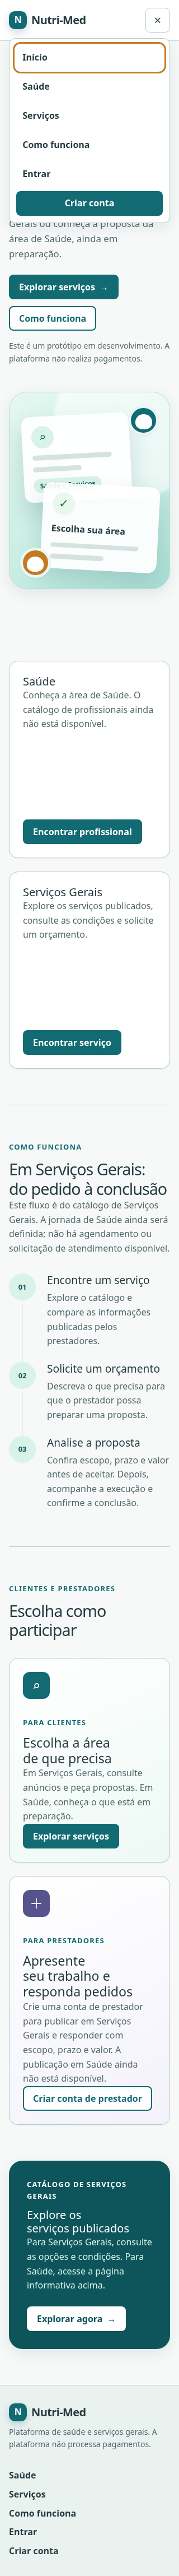 N Nutri-Med ×
Início
Saúde
Serviços
Como funciona
Entrar
Criar conta
Gerais ou conheça a proposta da
área de Saúde, ainda em
preparação.
Explorar serviços →
Como funciona
Este é um protótipo em desenvolvimento. A
plataforma não realiza pagamentos.
✓
Escolha sua área
Saúde
Conheça a área de Saúde. O
catálogo de profissionais ainda
não está disponível.
Encontrar profissional
Serviços Gerais
Explore os serviços publicados,
consulte as condições e solicite
um orçamento.
Encontrar serviço
COMO FUNCIONA
Em Serviços Gerais:
do pedido à conclusão
Este fluxo é do catálogo de Serviços
Gerais. A jornada de Saúde ainda será
definida; não há agendamento ou
solicitação de atendimento disponível.
01 Encontre um serviço
Explore o catálogo e
compare as informações
publicadas pelos
prestadores.
02 Solicite um orçamento
Descreva o que precisa para
que o prestador possa
preparar uma proposta.
03 Analise a proposta
Confira escopo, prazo e valor
antes de aceitar. Depois,
acompanhe a execução e
confirme a conclusão.
CLIENTES E PRESTADORES
Escolha como
participar
PARA CLIENTES
Escolha a área
de que precisa
Em Serviços Gerais, consulte
anúncios e peça propostas. Em
Saúde, conheça o que está em
preparação.
Explorar serviços
PARA PRESTADORES
Apresente
seu trabalho e
responda pedidos
Crie uma conta de prestador
para publicar em Serviços
Gerais e responder com
escopo, prazo e valor. A
publicação em Saúde ainda
não está disponível.
Criar conta de prestador
CATÁLOGO DE SERVIÇOS
GERAIS
Explore os
serviços publicados
Para Serviços Gerais, consulte
as opções e condições. Para
Saúde, acesse a página
informativa acima.
Explorar agora →
N Nutri-Med
Plataforma de saúde e serviços gerais. A
plataforma não processa pagamentos.
Saúde
Serviços
Como funciona
Entrar
Criar conta